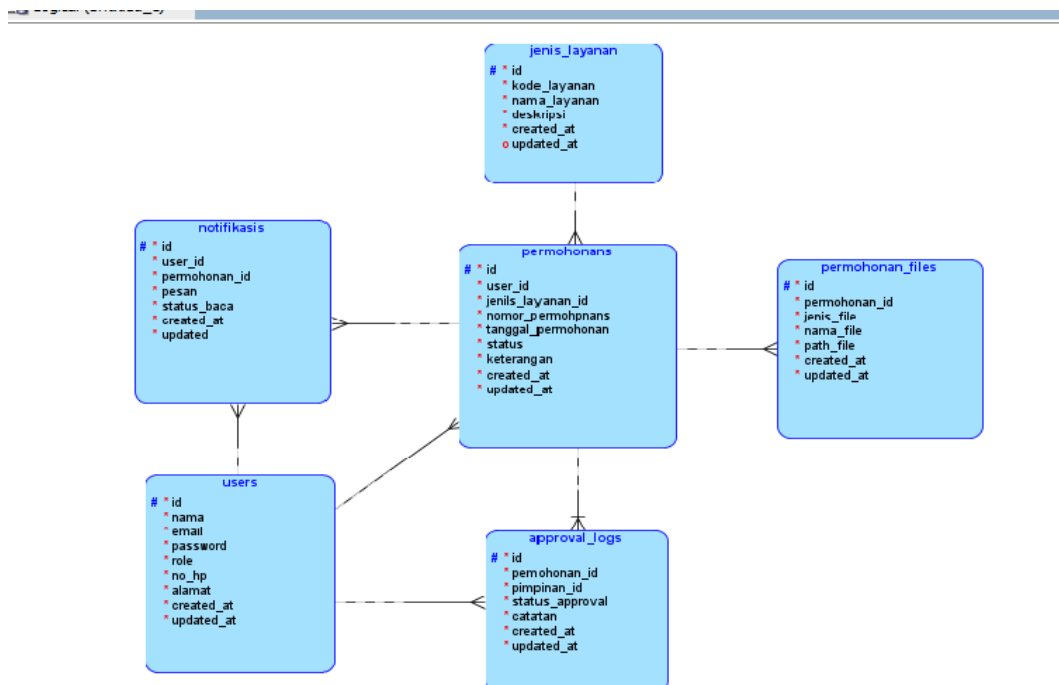 jenis_layanan
# * id
* kode_layanan
* nama_layanan
* deskripsi
* created_at
o updated_at
notifikasis
# * id
* user_id
* permohonan_id
* pesan
* status_baca
* created_at
* updated
permohonans
# * id
* user_id
* jenils_layanan_id
* nomor_permohpnans
* tanggal_permohonan
* status
* keterangan
* created_at
* updated_at
permohonan_files
# * id
* permohonan_id
* jenis_file
* nama_file
* path_file
* created_at
* updated_at
users
# * id
* nama
* email
* password
* role
* no_hp
* alamat
* created_at
* updated_at
approval_logs
# * id
* pemohonan_id
* pimpinan_id
* status_approval
* catatan
* created_at
* updated_at